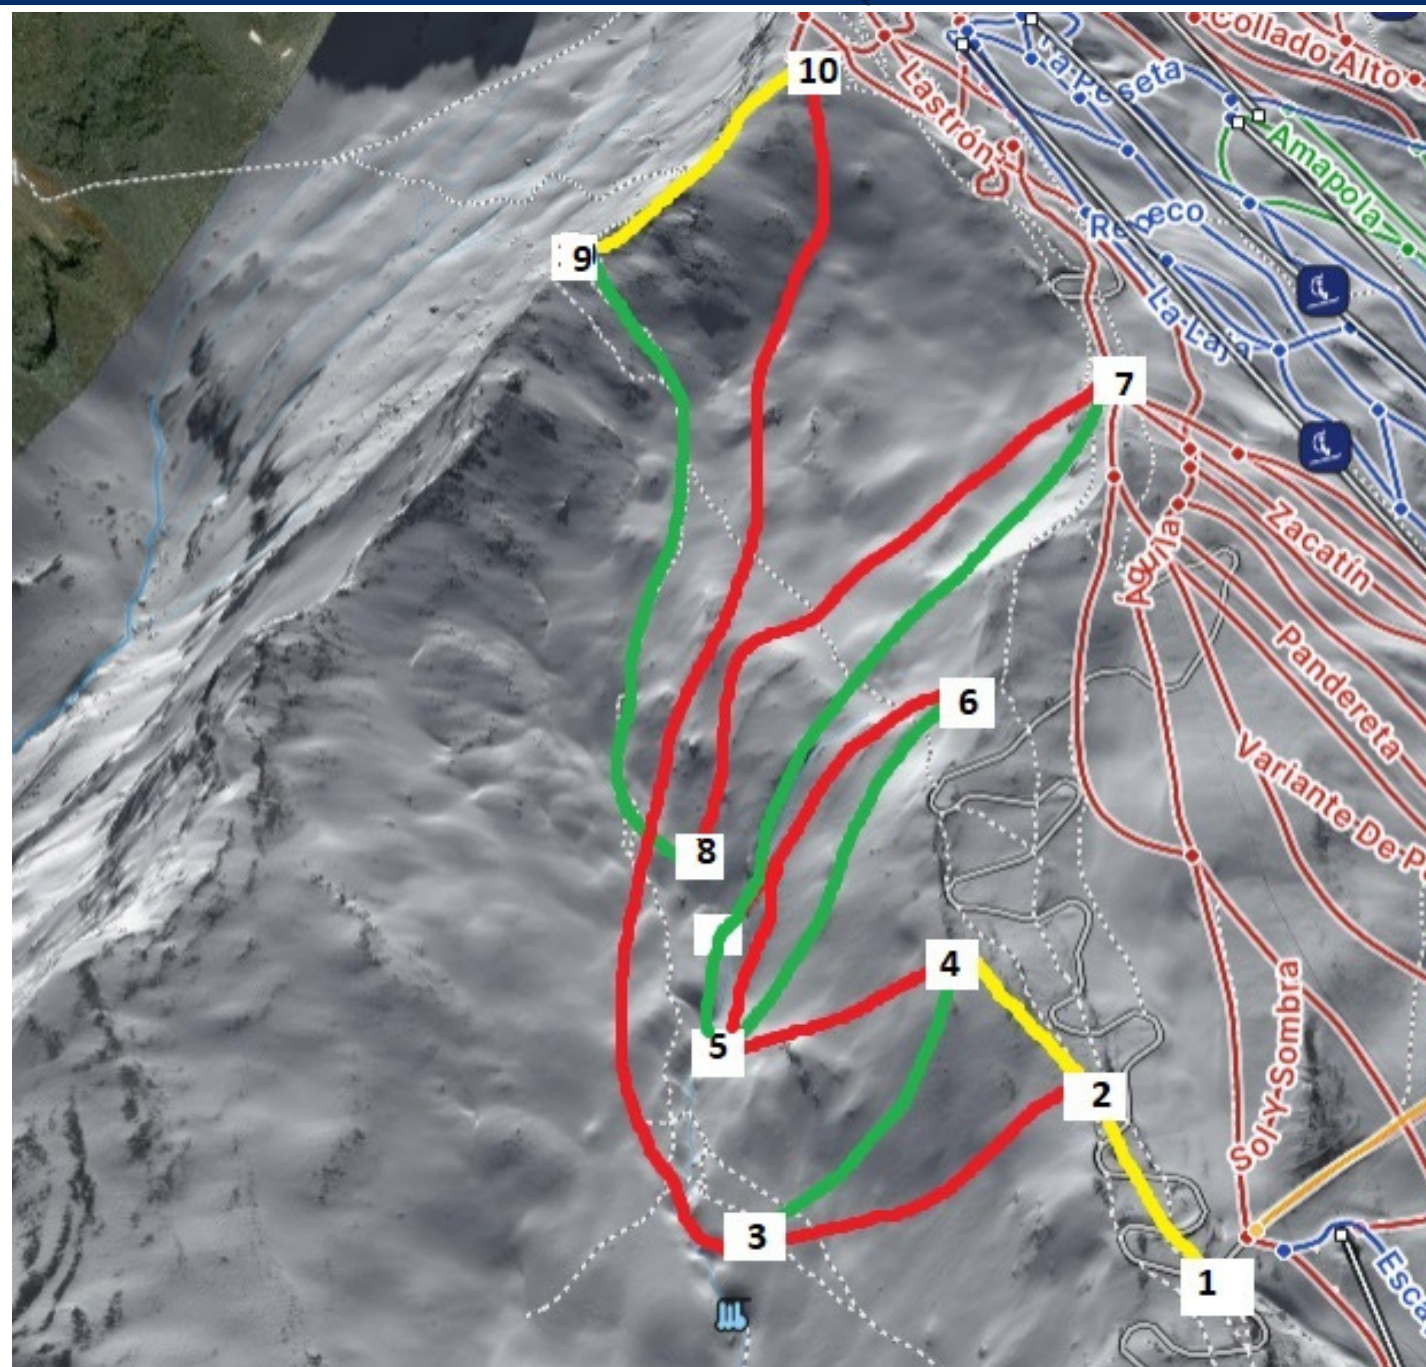 10
Lastrón
La Peseta
Collado Alto
Amapola
Receco
La Laja
9
7
Águila
Zacatín
Pandereta
Variante De P
6
8
4
5
2
Sol y Sombra
3
1
Esca